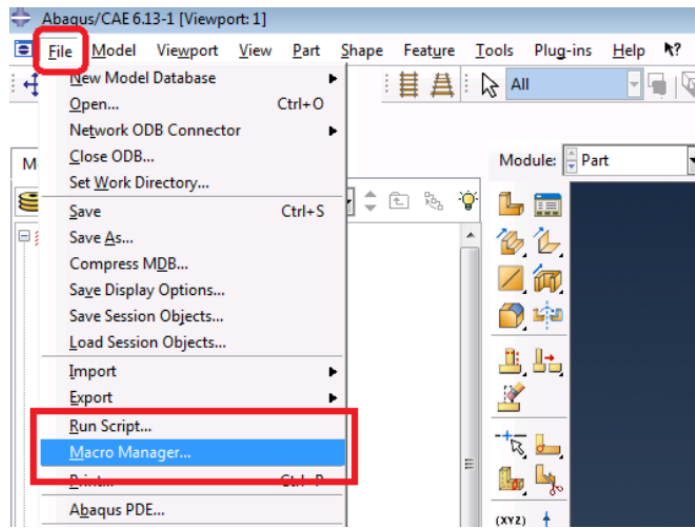 Abaqus/CAE 6.13-1 [Viewport: 1]
File Model Viewport View Part Shape Feature Tools Plug-ins Help
All
New Model Database
Open... Ctrl+O
Network ODB Connector
Close ODB...
Set Work Directory...
Module: Part
Save Ctrl+S
Save As...
Compress MDB...
Save Display Options...
Save Session Objects...
Load Session Objects...
Import
Export
Run Script...
Macro Manager...
Print... Ctrl+P
Abaqus PDE...
(XYZ)